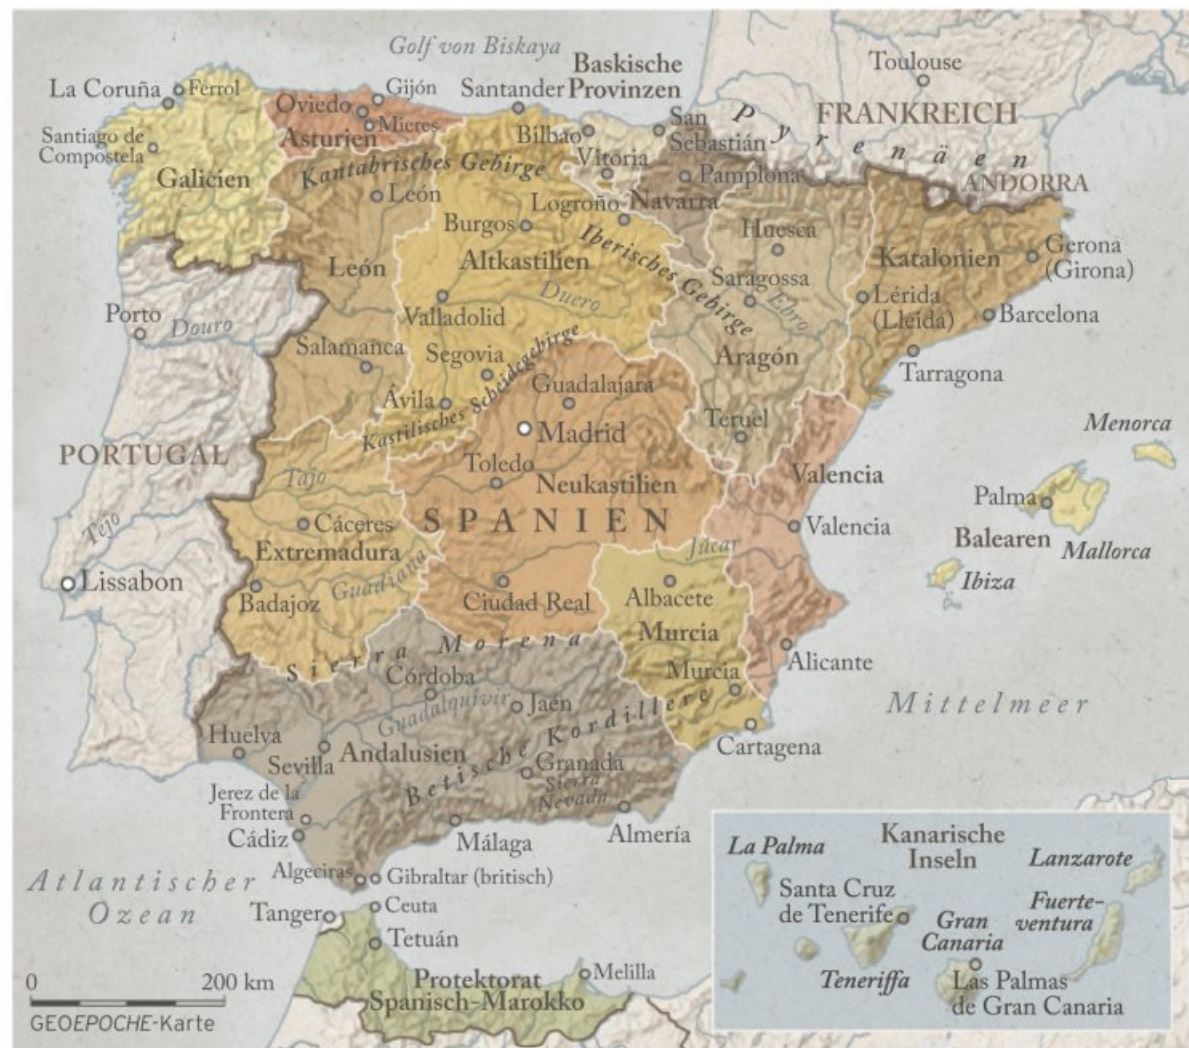 Golf von Biskaya
Toulouse
La Coruña
Ferrol
Gijón
Santander
Baskische
Provinzen
FRANKREICH
Oviedo
Mieres
Asturien
Bilbao
San
Sebastián
Pyrenäen
Santiago de
Compostela
Galicien
Kantabrisches Gebirge
Vitoria
Pamplona
ANDORRA
León
Logroño
Navarra
Burgos
Huesca
Iberisches Gebirge
Gerona
(Girona)
León
Altkastilien
Katalonien
Saragossa
Duero
Ebro
Lérida
(Lleida)
Porto
Douro
Valladolid
Barcelona
Salamanca
Segovia
Aragón
Tarragona
Kastilisches Scheidegebirge
Guadalajara
Ávila
Teruel
Menorca
Madrid
PORTUGAL
Tajo
Toledo
Neukastilien
Valencia
Palma
SPANIEN
Tejo
Cáceres
Valencia
Extremadura
Júcar
Balearen
Mallorca
Lissabon
Guadiana
Ibiza
Badajoz
Ciudad Real
Albacete
Murcia
Sierra Morena
Murcia
Alicante
Córdoba
Guadalquivir
Jaén
Mittelmeer
Huelva
Sevilla
Andalusien
Betische Kordillere
Cartagena
Granada
Sierra
Nevada
Jerez de la
Frontera
Cádiz
Málaga
Almería
Algeciras
Gibraltar (britisch)
Atlantischer
Ozean
Tanger
Ceuta
Tetuán
Melilla
Protektorat
Spanisch-Marokko
Kanarische
Inseln
La Palma
Lanzarote
Santa Cruz
de Tenerife
Fuerte-
ventura
Gran
Canaria
Teneriffa
Las Palmas
de Gran Canaria
0 200 km
GEOEPOCHE-Karte